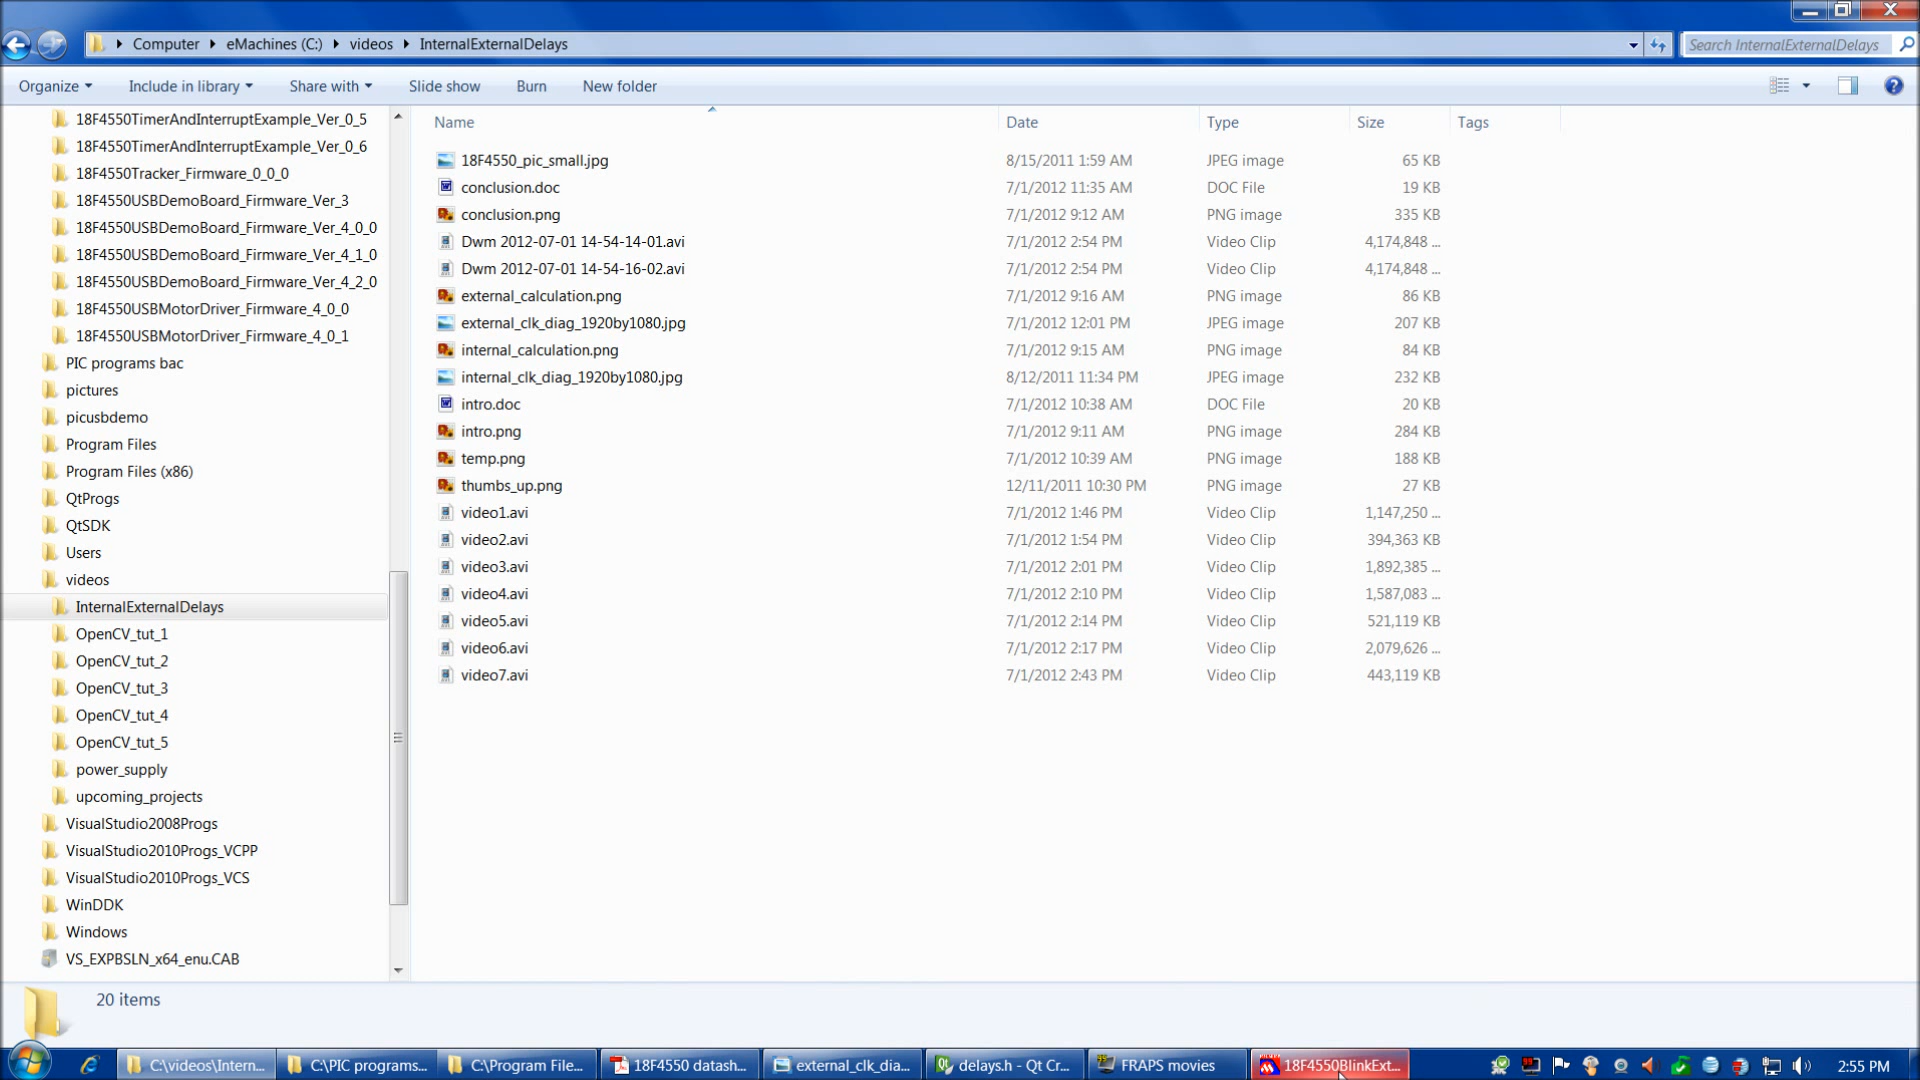 Computer ▸ eMachines (C:) ▸ videos ▸ InternalExternalDelays
Search InternalExternalDelays
Organize Include in library Share with Slide show Burn New folder
18F4550TimerAndInterruptExample_Ver_0_5
18F4550TimerAndInterruptExample_Ver_0_6
18F4550Tracker_Firmware_0_0_0
18F4550USBDemoBoard_Firmware_Ver_3
18F4550USBDemoBoard_Firmware_Ver_4_0_0
18F4550USBDemoBoard_Firmware_Ver_4_1_0
18F4550USBDemoBoard_Firmware_Ver_4_2_0
18F4550USBMotorDriver_Firmware_4_0_0
18F4550USBMotorDriver_Firmware_4_0_1
PIC programs bac
pictures
picusbdemo
Program Files
Program Files (x86)
QtProgs
QtSDK
Users
videos
InternalExternalDelays
OpenCV_tut_1
OpenCV_tut_2
OpenCV_tut_3
OpenCV_tut_4
OpenCV_tut_5
power_supply
upcoming_projects
VisualStudio2008Progs
VisualStudio2010Progs_VCPP
VisualStudio2010Progs_VCS
WinDDK
Windows
VS_EXPBSLN_x64_enu.CAB
Name Date Type Size Tags
18F4550_pic_small.jpg 8/15/2011 1:59 AM JPEG image 65 KB
conclusion.doc 7/1/2012 11:35 AM DOC File 19 KB
conclusion.png 7/1/2012 9:12 AM PNG image 335 KB
Dwm 2012-07-01 14-54-14-01.avi 7/1/2012 2:54 PM Video Clip 4,174,848 ...
Dwm 2012-07-01 14-54-16-02.avi 7/1/2012 2:54 PM Video Clip 4,174,848 ...
external_calculation.png 7/1/2012 9:16 AM PNG image 86 KB
external_clk_diag_1920by1080.jpg 7/1/2012 12:01 PM JPEG image 207 KB
internal_calculation.png 7/1/2012 9:15 AM PNG image 84 KB
internal_clk_diag_1920by1080.jpg 8/12/2011 11:34 PM JPEG image 232 KB
intro.doc 7/1/2012 10:38 AM DOC File 20 KB
intro.png 7/1/2012 9:11 AM PNG image 284 KB
temp.png 7/1/2012 10:39 AM PNG image 188 KB
thumbs_up.png 12/11/2011 10:30 PM PNG image 27 KB
video1.avi 7/1/2012 1:46 PM Video Clip 1,147,250 ...
video2.avi 7/1/2012 1:54 PM Video Clip 394,363 KB
video3.avi 7/1/2012 2:01 PM Video Clip 1,892,385 ...
video4.avi 7/1/2012 2:10 PM Video Clip 1,587,083 ...
video5.avi 7/1/2012 2:14 PM Video Clip 521,119 KB
video6.avi 7/1/2012 2:17 PM Video Clip 2,079,626 ...
video7.avi 7/1/2012 2:43 PM Video Clip 443,119 KB
20 items
C:\videos\Intern... C:\PIC programs... C:\Program File... 18F4550 datash... external_clk_dia... delays.h - Qt Cr... FRAPS movies 18F4550BlinkExt... 2:55 PM